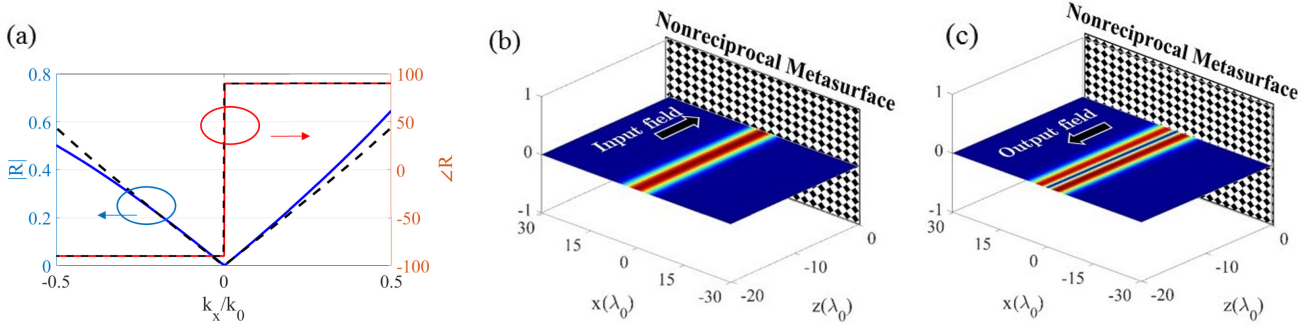 (a)
0.8
0.6
0.4
0.2
0
|R|
100
50
0
-50
-100
∠R
-0.5
0
0.5
k_x/k_0
(b)
Nonreciprocal Metasurface
Input field
1
0
-1
30
15
0
-15
-30
x(λ_0)
-20
-10
0
z(λ_0)
(c)
Nonreciprocal Metasurface
Output field
1
0
-1
30
15
0
-15
-30
x(λ_0)
-20
-10
0
z(λ_0)